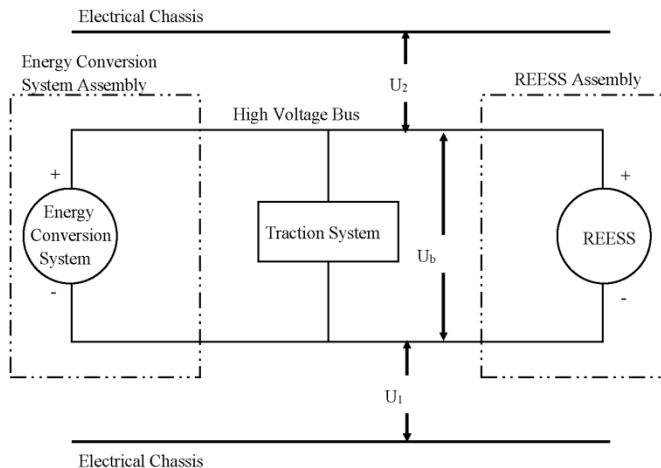 Electrical Chassis
Energy Conversion
System Assembly
U2
REESS Assembly
High Voltage Bus
+
+
Energy
Conversion
System
Traction System
Ub
REESS
-
-
U1
Electrical Chassis